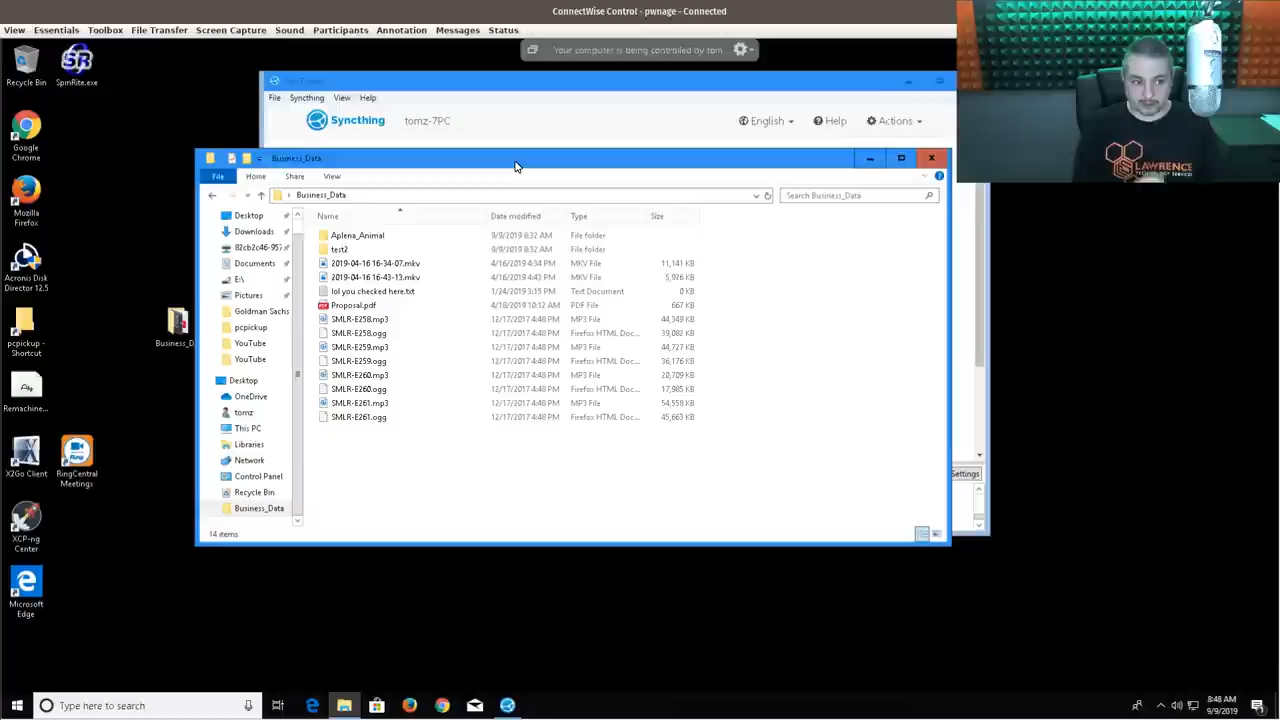 ConnectWise Control - pwnage - Connected
View Essentials Toolbox File Transfer Screen Capture Sound Participants Annotation Messages Status
Your computer is being controlled by tom
Recycle Bin
SpinRite.exe
Google Chrome
Mozilla Firefox
Acronis Disk Director 12.5
pcpickup - Shortcut
Remachine...
X2Go Client
RingCentral Meetings
XCP-ng Center
Microsoft Edge
Business_Da
File Syncthing View Help
Syncthing tomz-7PC English Help Actions
Settings
Business_Data
File Home Share View
Business_Data Search Business_Data
Desktop
Downloads
82cb2c46-957
Documents
E:\
Pictures
Goldman Sachs
pcpickup
YouTube
YouTube
Desktop
OneDrive
tomz
This PC
Libraries
Network
Control Panel
Recycle Bin
Business_Data
Name Date modified Type Size
Aplena_Animal 9/9/2019 8:32 AM File folder
test2 9/9/2019 8:32 AM File folder
2019-04-16 16-34-07.mkv 4/16/2019 4:34 PM MKV File 11,141 KB
2019-04-16 16-43-13.mkv 4/16/2019 4:43 PM MKV File 5,926 KB
lol you checked here.txt 1/24/2019 3:15 PM Text Document 0 KB
Proposal.pdf 4/18/2019 10:12 AM PDF File 667 KB
SMLR-E258.mp3 12/17/2017 4:48 PM MP3 File 44,349 KB
SMLR-E258.ogg 12/17/2017 4:48 PM Firefox HTML Doc... 39,082 KB
SMLR-E259.mp3 12/17/2017 4:48 PM MP3 File 44,727 KB
SMLR-E259.ogg 12/17/2017 4:48 PM Firefox HTML Doc... 36,176 KB
SMLR-E260.mp3 12/17/2017 4:48 PM MP3 File 20,709 KB
SMLR-E260.ogg 12/17/2017 4:48 PM Firefox HTML Doc... 17,985 KB
SMLR-E261.mp3 12/17/2017 4:48 PM MP3 File 54,558 KB
SMLR-E261.ogg 12/17/2017 4:48 PM Firefox HTML Doc... 45,663 KB
14 items
LAWRENCE
TECHNOLOGY SERVICES
Type here to search
8:48 AM
9/9/2019